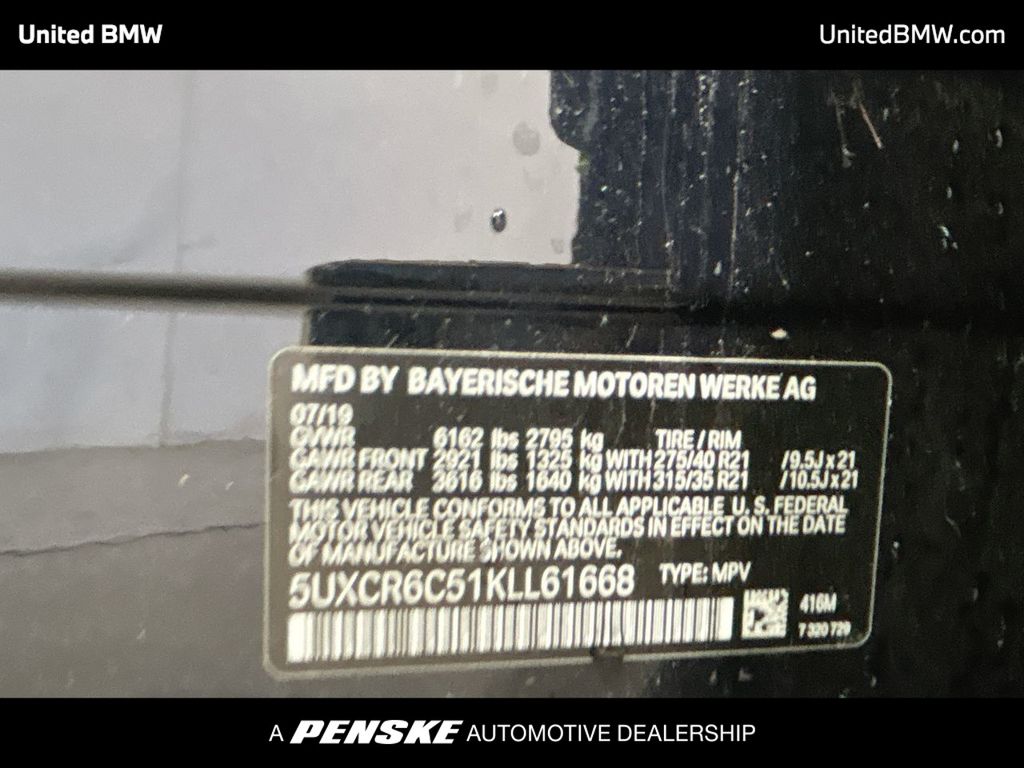 United BMW
UnitedBMW.com
MFD BY BAYERISCHE MOTOREN WERKE AG
07/19
GVWR 6162 lbs 2795 kg TIRE / RIM
GAWR FRONT 2921 lbs 1325 kg WITH 275/40 R21 /9.5J x 21
GAWR REAR 3616 lbs 1640 kg WITH 315/35 R21 /10.5J x 21
THIS VEHICLE CONFORMS TO ALL APPLICABLE U. S. FEDERAL
MOTOR VEHICLE SAFETY STANDARDS IN EFFECT ON THE DATE
OF MANUFACTURE SHOWN ABOVE.
5UXCR6C51KLL61668 TYPE: MPV
416M
7 320 729
A PENSKE AUTOMOTIVE DEALERSHIP